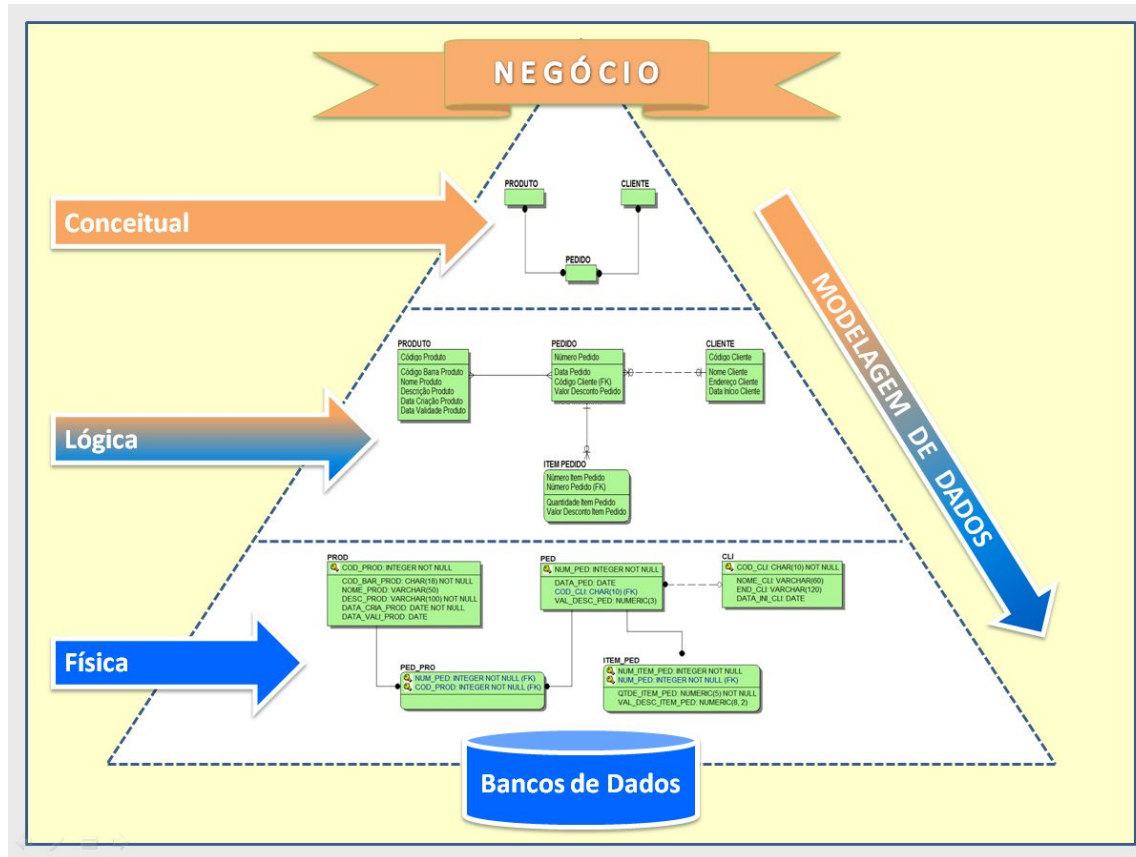 NEGÓCIO
PRODUTO
CLIENTE
Conceitual
PEDIDO
MODELAGEM DE DADOS
PRODUTO
Código Produto
Código Barra Produto
Nome Produto
Descrição Produto
Data Criação Produto
Data Validade Produto
PEDIDO
Número Pedido
Data Pedido
Código Cliente (FK)
Valor Desconto Pedido
CLIENTE
Código Cliente
Nome Cliente
Endereço Cliente
Data Início Cliente
Lógica
ITEM PEDIDO
Número Item Pedido
Número Pedido (FK)
Quantidade Item Pedido
Valor Desconto Item Pedido
PROD
COD_PROD: INTEGER NOT NULL
COD_BAR_PROD: CHAR(18) NOT NULL
NOME_PROD: VARCHAR(50)
DESC_PROD: VARCHAR(100) NOT NULL
DATA_CRIA_PROD: DATE NOT NULL
DATA_VALI_PROD: DATE
PED
NUM_PED: INTEGER NOT NULL
DATA_PED: DATE
COD_CLI: CHAR(10) (FK)
VAL_DESC_PED: NUMERIC(3)
CLI
COD_CLI: CHAR(10) NOT NULL
NOME_CLI: VARCHAR(60)
END_CLI: VARCHAR(120)
DATA_INI_CLI: DATE
Física
PED_PRO
NUM_PED: INTEGER NOT NULL (FK)
COD_PROD: INTEGER NOT NULL (FK)
ITEM_PED
NUM_ITEM_PED: INTEGER NOT NULL
NUM_PED: INTEGER NOT NULL (FK)
QTDE_ITEM_PED: NUMERIC(5) NOT NULL
VAL_DESC_ITEM_PED: NUMERIC(8, 2)
Bancos de Dados